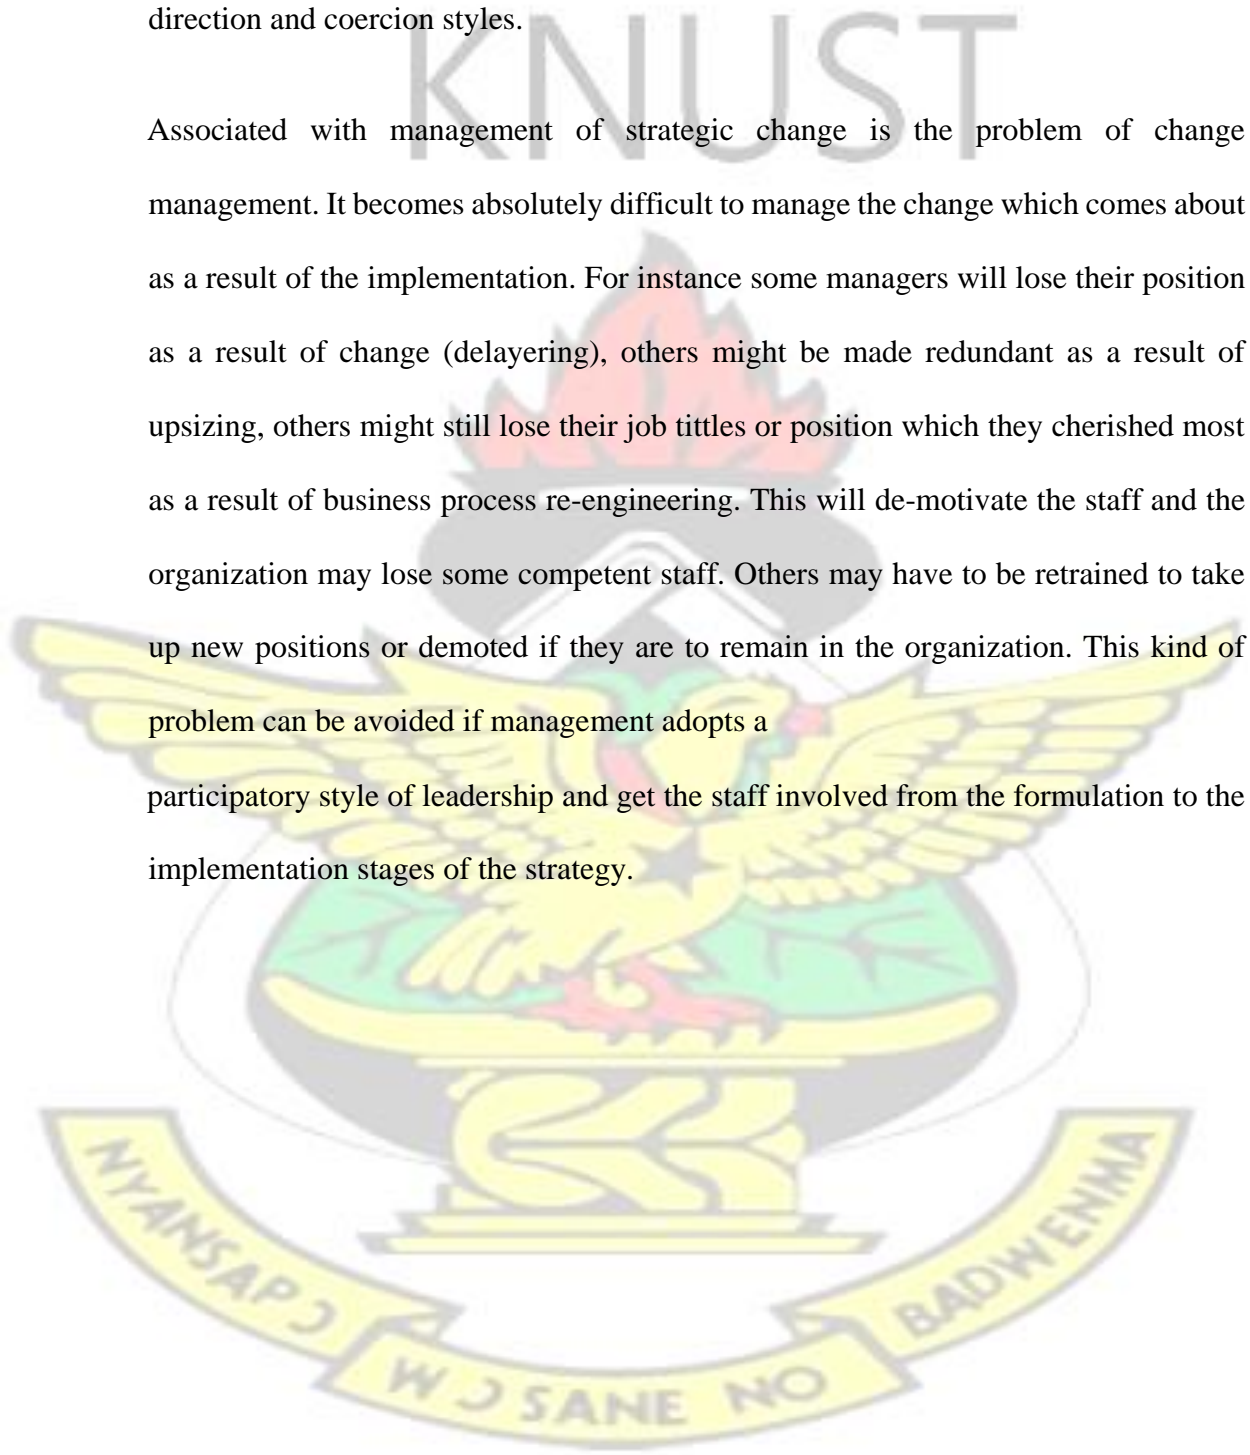 direction and coercion styles.
KNUST
Associated with management of strategic change is the problem of change
management. It becomes absolutely difficult to manage the change which comes about
as a result of the implementation. For instance some managers will lose their position
as a result of change (delayering), others might be made redundant as a result of
upsizing, others might still lose their job tittles or position which they cherished most
as a result of business process re-engineering. This will de-motivate the staff and the
organization may lose some competent staff. Others may have to be retrained to take
up new positions or demoted if they are to remain in the organization. This kind of
problem can be avoided if management adopts a
participatory style of leadership and get the staff involved from the formulation to the
implementation stages of the strategy.
NYANSAPƆ
WƆSANE NO
BADWENMA